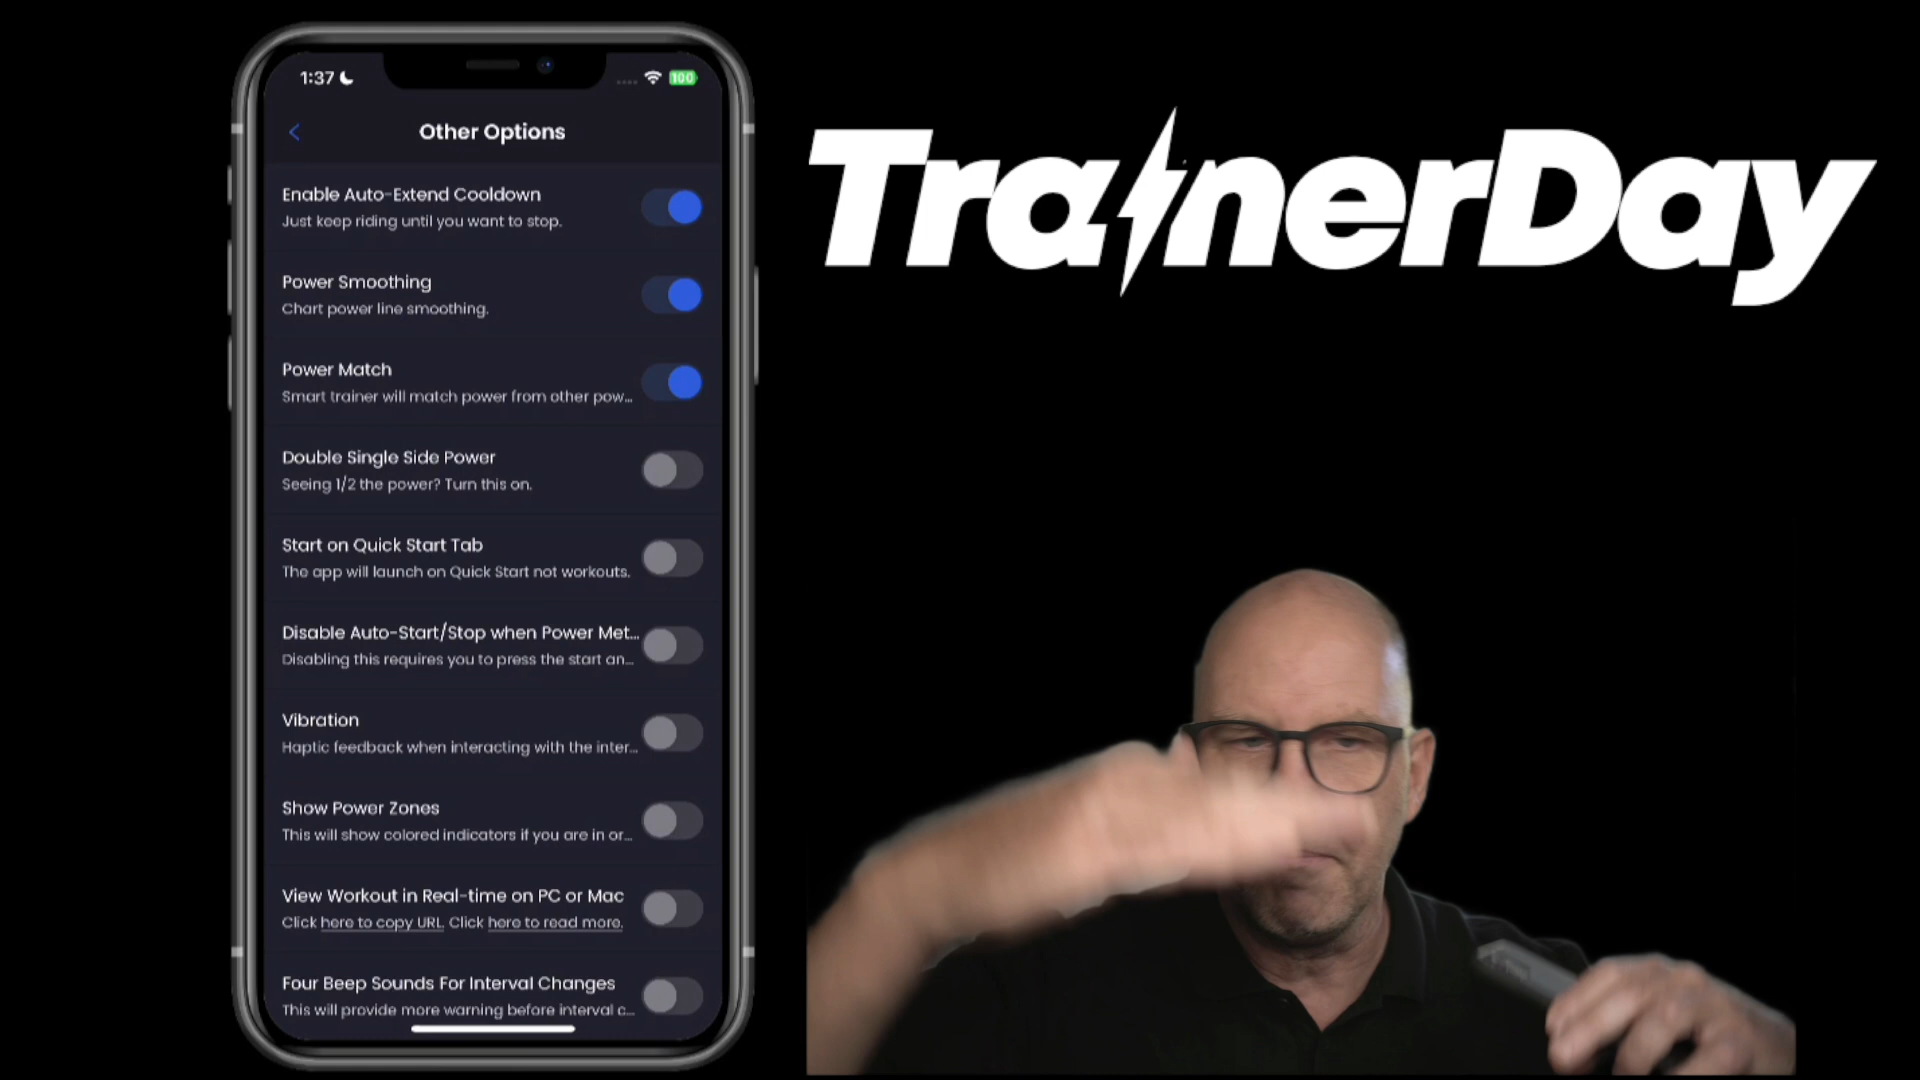 1:37
100
Other Options
TrainerDay
Enable Auto-Extend Cooldown
Just keep riding until you want to stop.
Power Smoothing
Chart power line smoothing.
Power Match
Smart trainer will match power from other pow...
Double Single Side Power
Seeing 1/2 the power? Turn this on.
Start on Quick Start Tab
The app will launch on Quick Start not workouts.
Disable Auto-Start/Stop when Power Met...
Disabling this requires you to press the start an...
Vibration
Haptic feedback when interacting with the inter...
Show Power Zones
This will show colored indicators if you are in or...
View Workout in Real-time on PC or Mac
Click here to copy URL. Click here to read more.
Four Beep Sounds For Interval Changes
This will provide more warning before interval c...